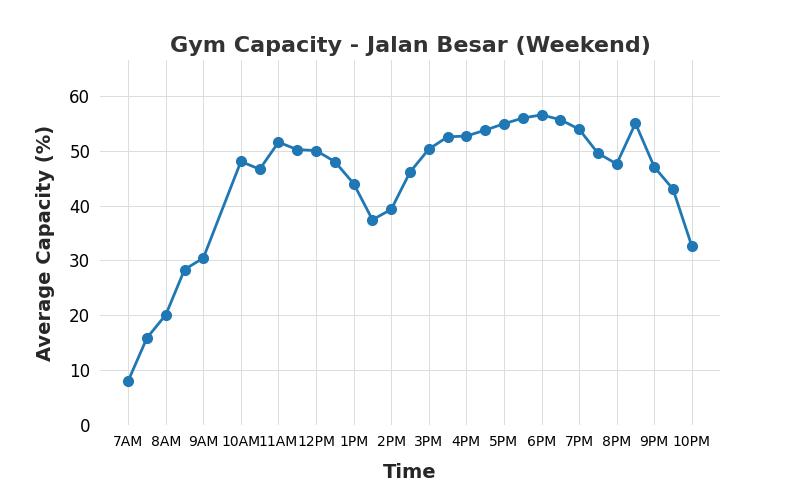 Gym Capacity - Jalan Besar (Weekend)
Average Capacity (%)
60
50
40
30
20
10
0
7AM 8AM 9AM 10AM 11AM 12PM 1PM 2PM 3PM 4PM 5PM 6PM 7PM 8PM 9PM 10PM
Time